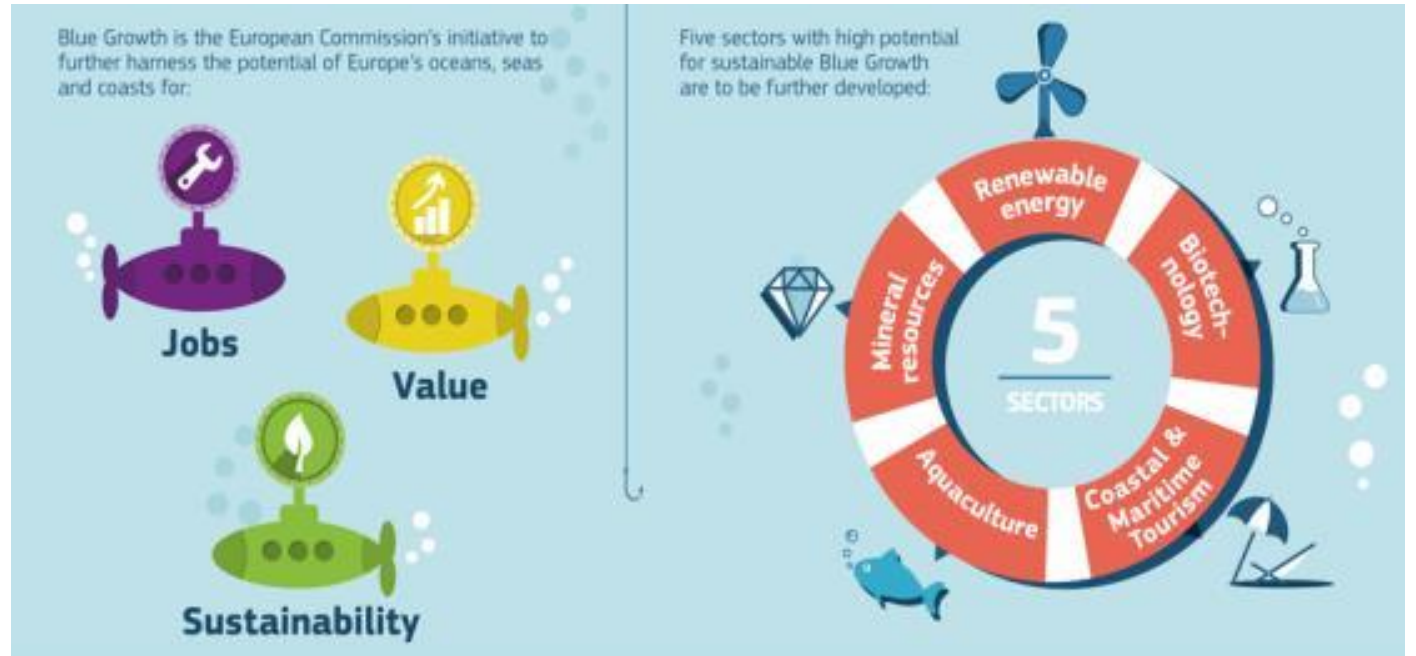 Blue Growth is the European Commission's initiative to
further harness the potential of Europe's oceans, seas
and coasts for:
Jobs
Value
Sustainability
Five sectors with high potential
for sustainable Blue Growth
are to be further developed:
Renewable
energy
Biotech-
nology
Coastal &
Maritime
Tourism
Aquaculture
Mineral
resources
5
SECTORS